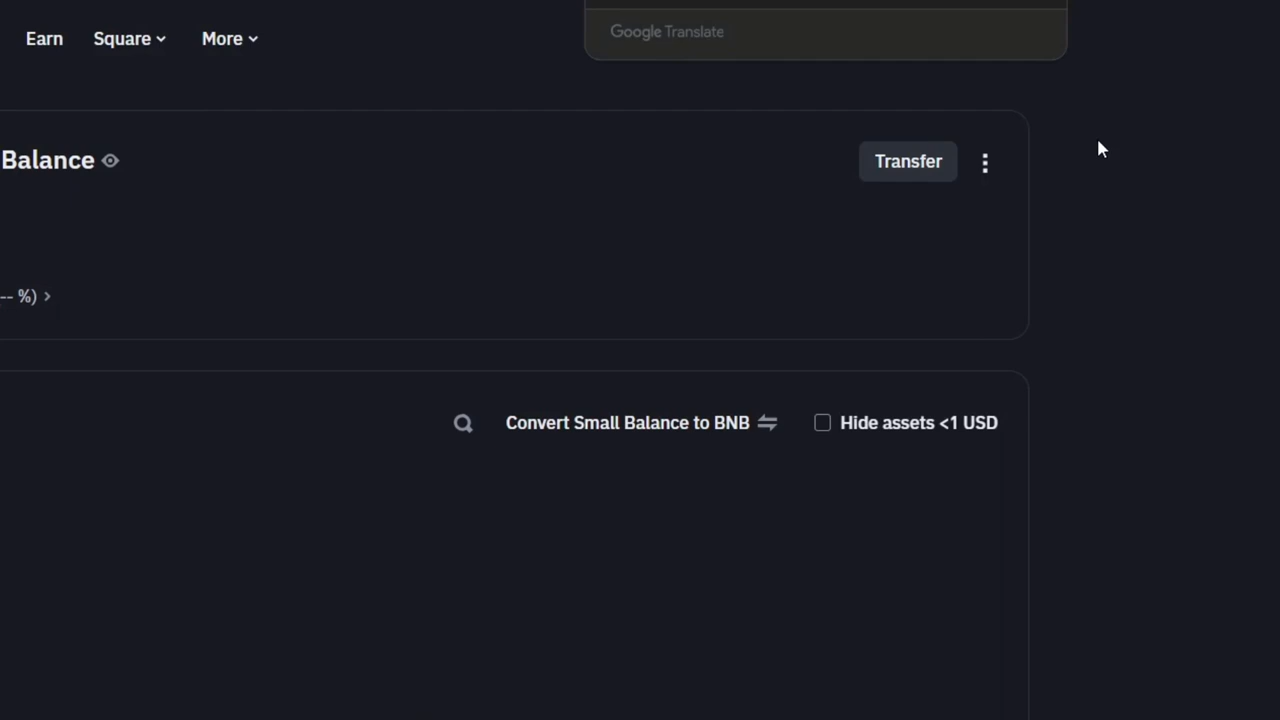 Google Translate
Earn Square More
Balance
Transfer
-- %) >
Convert Small Balance to BNB
Hide assets <1 USD